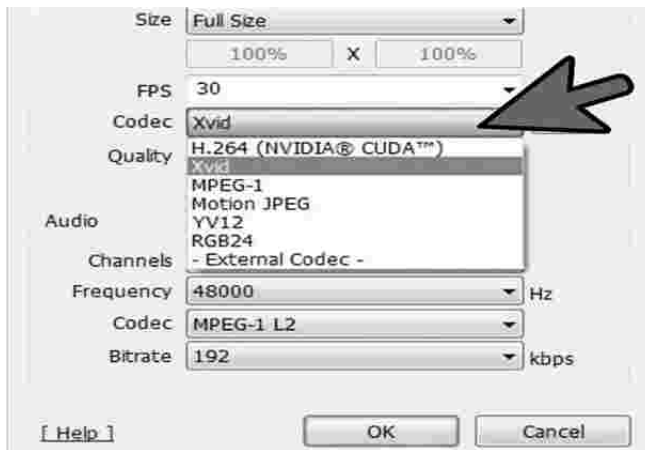 Size Full Size
100% X 100%
FPS 30
Codec Xvid
Quality H.264 (NVIDIA® CUDA™)
Xvid
MPEG-1
Motion JPEG
Audio YV12
RGB24
Channels - External Codec -
Frequency 48000 Hz
Codec MPEG-1 L2
Bitrate 192 kbps
[ Help ] OK Cancel